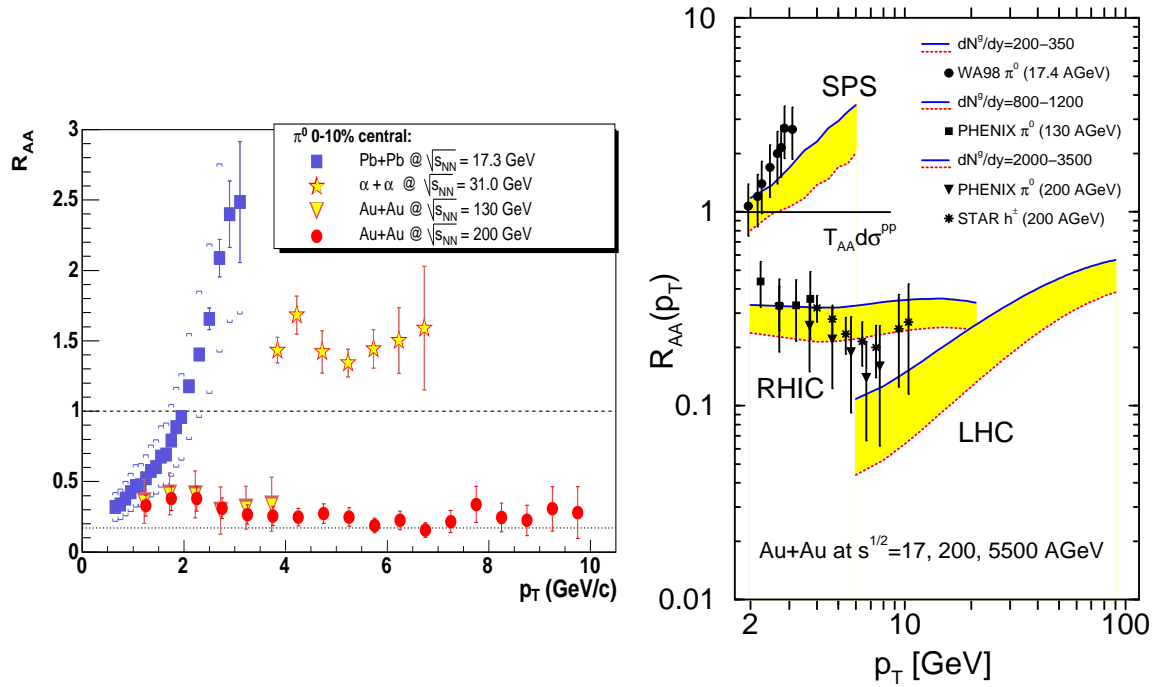 R_AA
3
2.5
2
1.5
1
0.5
0
π⁰ 0-10% central:
Pb+Pb @ √s_NN = 17.3 GeV
α + α @ √s_NN = 31.0 GeV
Au+Au @ √s_NN = 130 GeV
Au+Au @ √s_NN = 200 GeV
0 2 4 6 8 10
p_T (GeV/c)
R_AA(p_T)
10
1
0.1
0.01
dN^g/dy=200−350
WA98 π⁰ (17.4 AGeV)
dN^g/dy=800−1200
PHENIX π⁰ (130 AGeV)
dN^g/dy=2000−3500
PHENIX π⁰ (200 AGeV)
STAR h^± (200 AGeV)
SPS
T_AA dσ^pp
RHIC
LHC
Au+Au at s^1/2=17, 200, 5500 AGeV
2 10 100
p_T [GeV]